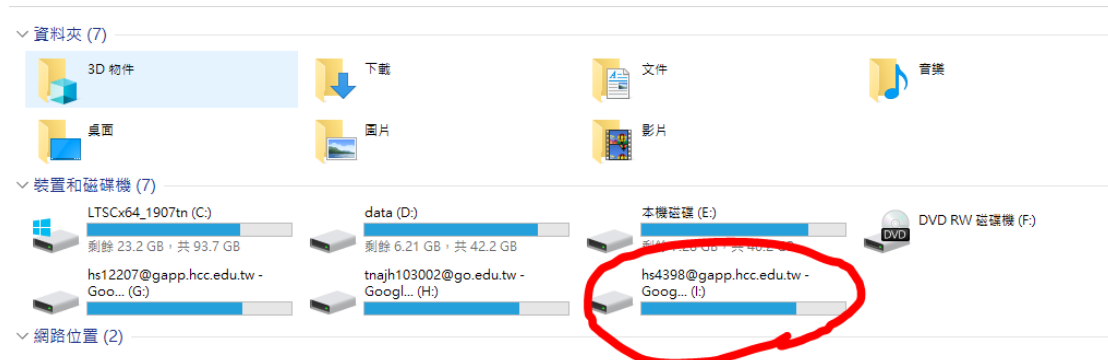 資料夾 (7)
3D 物件
下載
文件
音樂
桌面
圖片
影片
裝置和磁碟機 (7)
LTSCx64_1907tn (C:)
剩餘 23.2 GB，共 93.7 GB
data (D:)
剩餘 6.21 GB，共 42.2 GB
本機磁碟 (E:)
DVD RW 磁碟機 (F:)
hs12207@gapp.hcc.edu.tw -
Goo... (G:)
tnajh103002@go.edu.tw -
Googl... (H:)
hs4398@gapp.hcc.edu.tw -
Goog... (I:)
網路位置 (2)